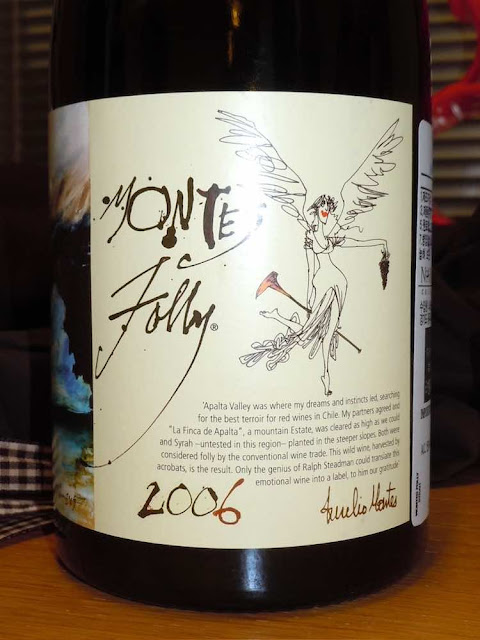 MONTES
Folly®
'Apalta Valley was where my dreams and instincts led, searching
for the best terroir for red wines in Chile. My partners agreed and
"La Finca de Apalta", a mountain Estate, was cleared as high as we could
and Syrah –untested in this region– planted in the steeper slopes. Both were
considered folly by the conventional wine trade. This wild wine, harvested by
acrobats, is the result. Only the genius of Ralph Steadman could translate this
emotional wine into a label, to him our gratitude'
2006
Aurelio Montes